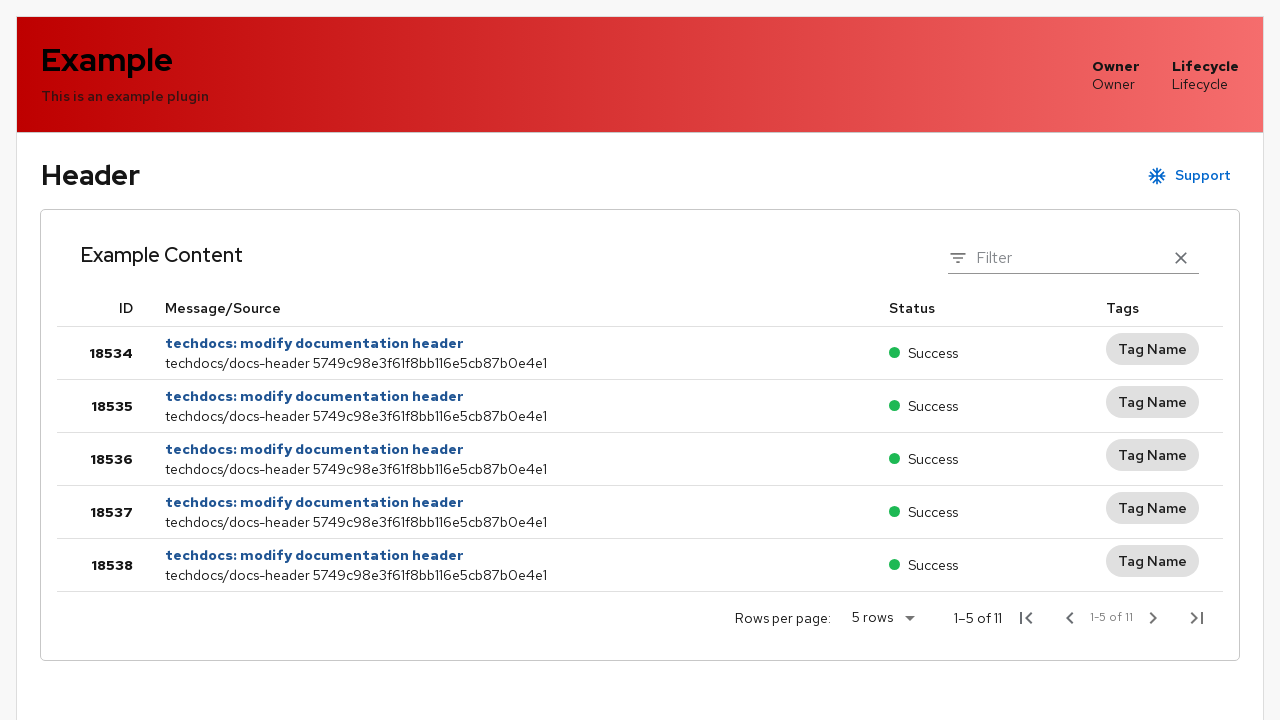 Example
This is an example plugin
Owner
Owner
Lifecycle
Lifecycle
Header
Support
Example Content
Filter
ID Message/Source Status Tags
18534 techdocs: modify documentation header
techdocs/docs-header 5749c98e3f61f8bb116e5cb87b0e4e1 Success Tag Name
18535 techdocs: modify documentation header
techdocs/docs-header 5749c98e3f61f8bb116e5cb87b0e4e1 Success Tag Name
18536 techdocs: modify documentation header
techdocs/docs-header 5749c98e3f61f8bb116e5cb87b0e4e1 Success Tag Name
18537 techdocs: modify documentation header
techdocs/docs-header 5749c98e3f61f8bb116e5cb87b0e4e1 Success Tag Name
18538 techdocs: modify documentation header
techdocs/docs-header 5749c98e3f61f8bb116e5cb87b0e4e1 Success Tag Name
Rows per page: 5 rows 1–5 of 11 1-5 of 11